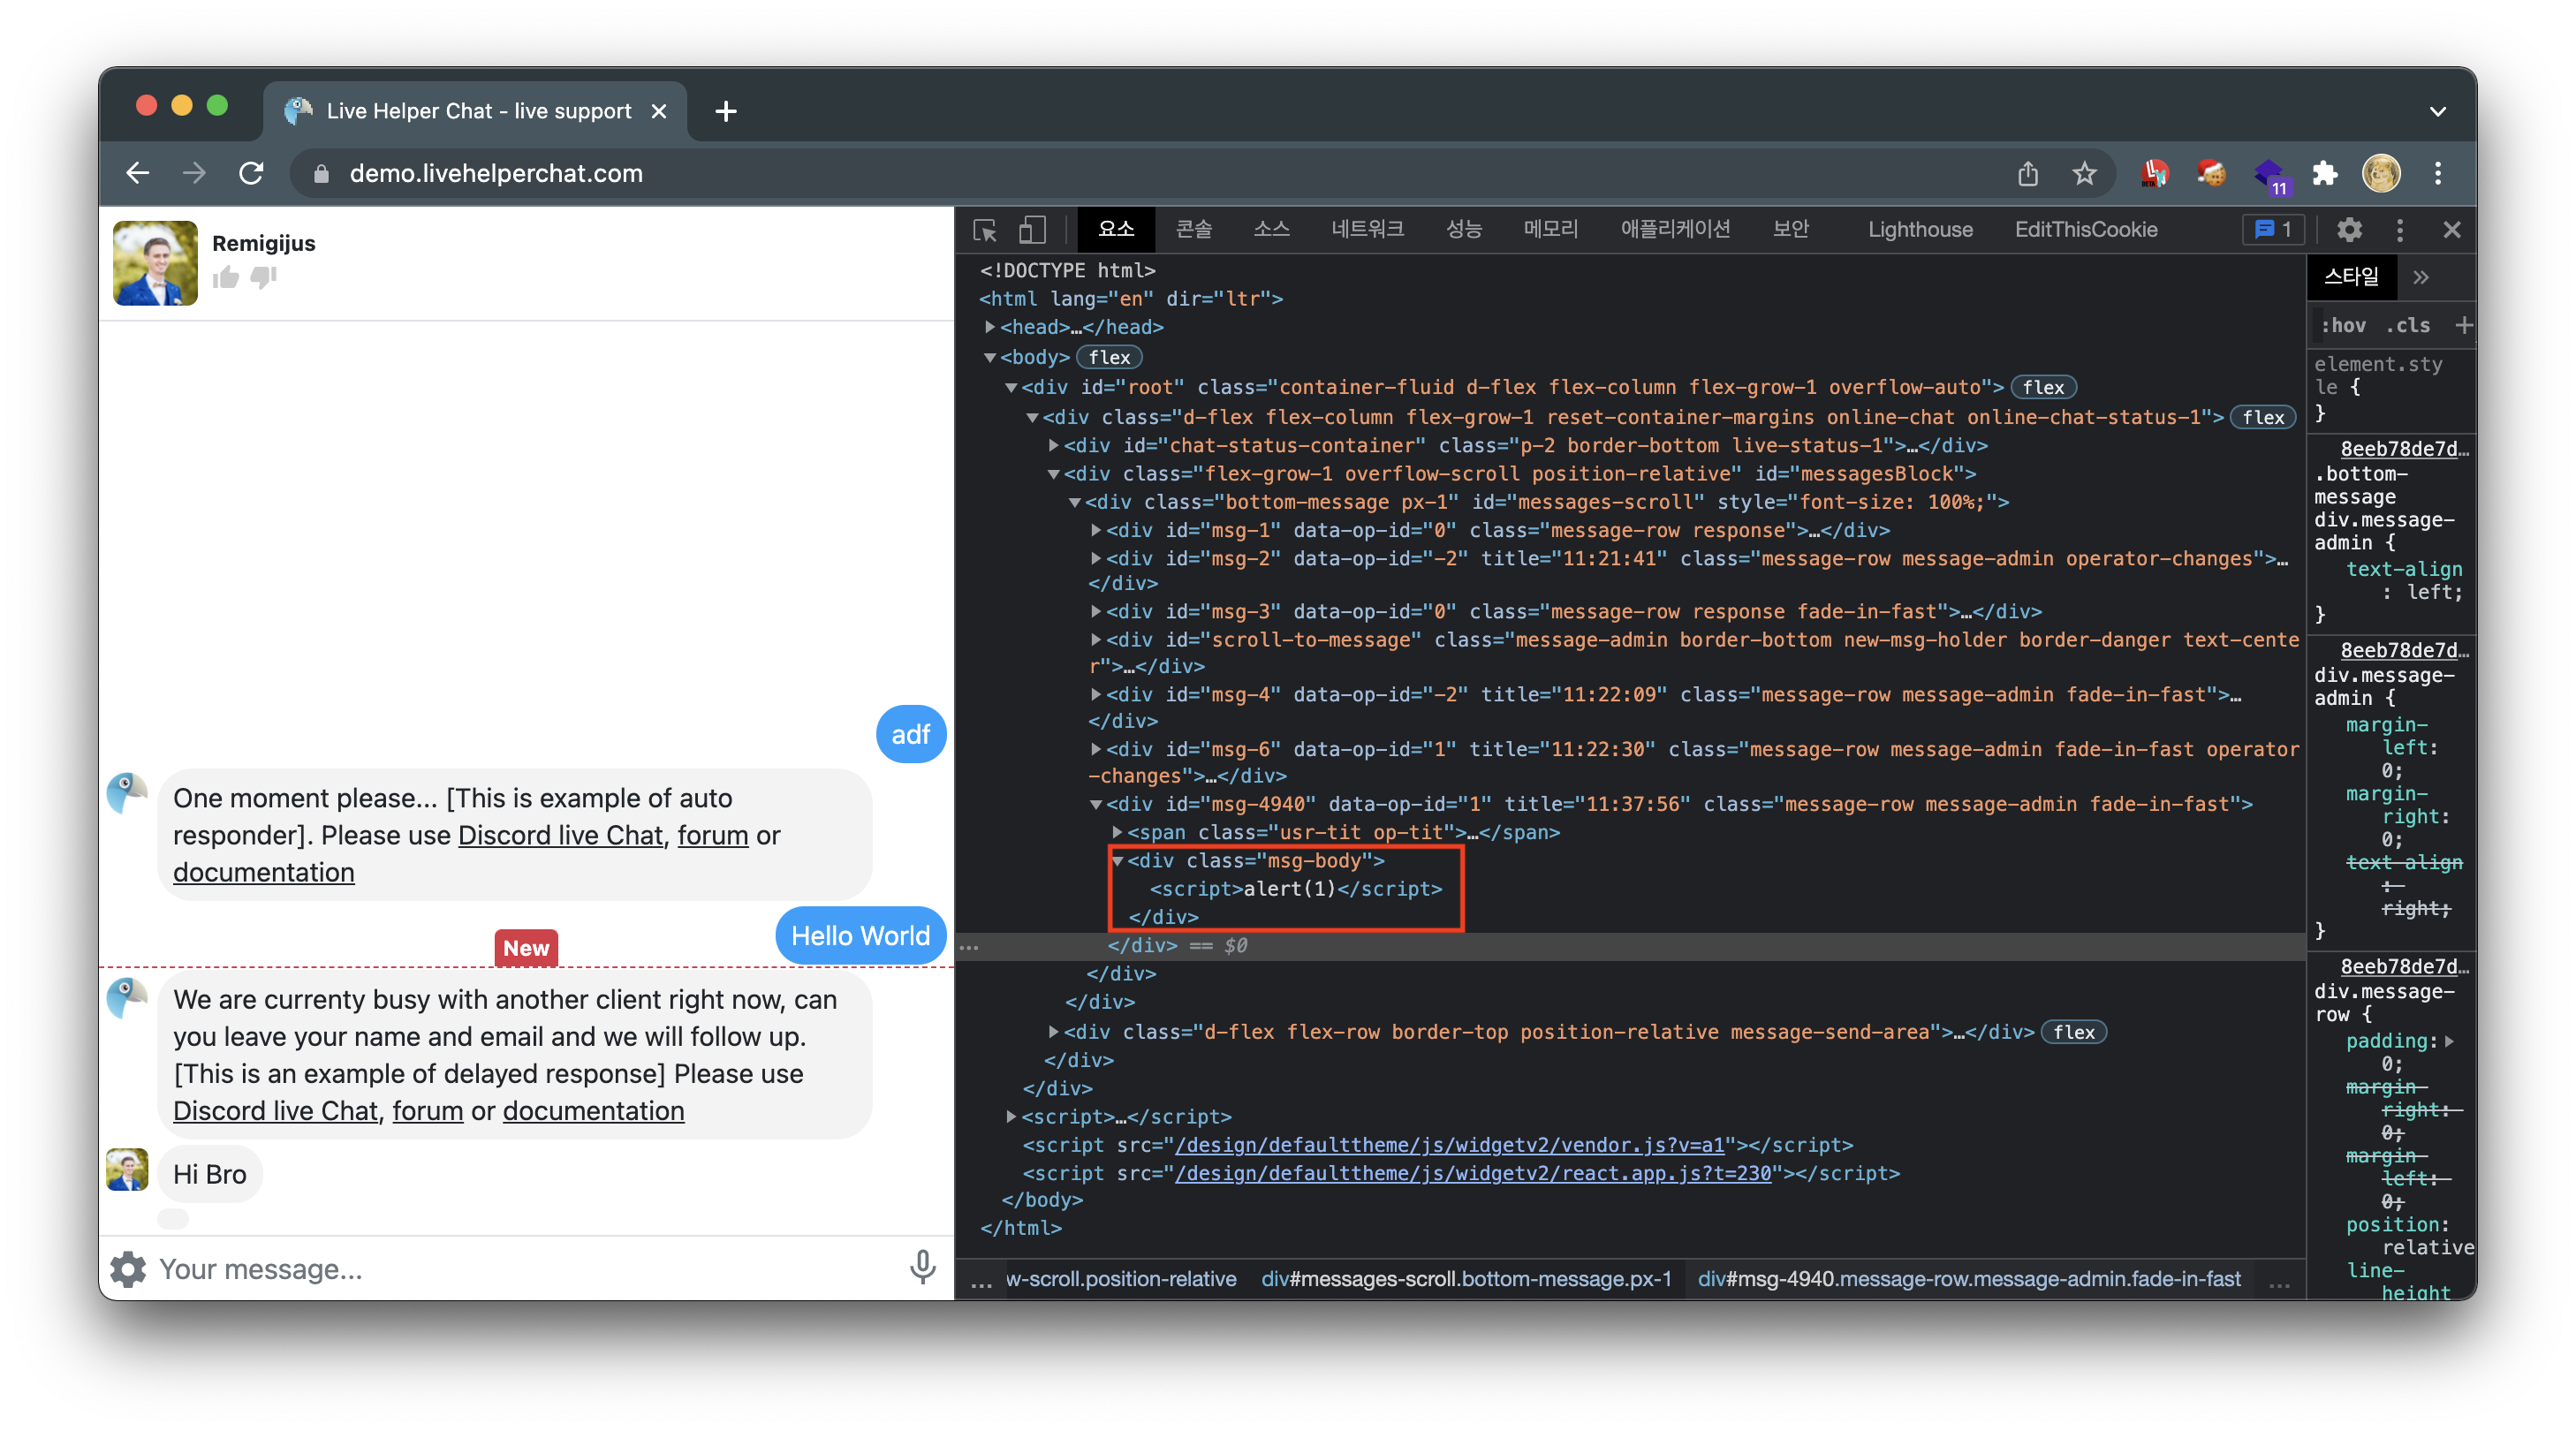 Live Helper Chat - live support
demo.livehelperchat.com
11
Remigijus
adf
One moment please... [This is example of auto
responder]. Please use Discord live Chat, forum or
documentation
Hello World
New
We are currenty busy with another client right now, can
you leave your name and email and we will follow up.
[This is an example of delayed response] Please use
Discord live Chat, forum or documentation
Hi Bro
Your message...
요소 콘솔 소스 네트워크 성능 메모리 애플리케이션 보안 Lighthouse EditThisCookie 1
<!DOCTYPE html>
<html lang="en" dir="ltr">
<head>…</head>
<body> flex
<div id="root" class="container-fluid d-flex flex-column flex-grow-1 overflow-auto"> flex
<div class="d-flex flex-column flex-grow-1 reset-container-margins online-chat online-chat-status-1"> flex
<div id="chat-status-container" class="p-2 border-bottom live-status-1">…</div>
<div class="flex-grow-1 overflow-scroll position-relative" id="messagesBlock">
<div class="bottom-message px-1" id="messages-scroll" style="font-size: 100%;">
<div id="msg-1" data-op-id="0" class="message-row response">…</div>
<div id="msg-2" data-op-id="-2" title="11:21:41" class="message-row message-admin operator-changes">…
</div>
<div id="msg-3" data-op-id="0" class="message-row response fade-in-fast">…</div>
<div id="scroll-to-message" class="message-admin border-bottom new-msg-holder border-danger text-cente
r">…</div>
<div id="msg-4" data-op-id="-2" title="11:22:09" class="message-row message-admin fade-in-fast">…
</div>
<div id="msg-6" data-op-id="1" title="11:22:30" class="message-row message-admin fade-in-fast operator
-changes">…</div>
<div id="msg-4940" data-op-id="1" title="11:37:56" class="message-row message-admin fade-in-fast">
<span class="usr-tit op-tit">…</span>
<div class="msg-body">
<script>alert(1)</script>
</div>
… </div> == $0
</div>
</div>
<div class="d-flex flex-row border-top position-relative message-send-area">…</div> flex
</div>
</div>
<script>…</script>
<script src="/design/defaulttheme/js/widgetv2/vendor.js?v=a1"></script>
<script src="/design/defaulttheme/js/widgetv2/react.app.js?t=230"></script>
</body>
</html>
… w-scroll.position-relative div#messages-scroll.bottom-message.px-1 div#msg-4940.message-row.message-admin.fade-in-fast …
스타일 »
:hov .cls +
element.sty
le {
}
8eeb78de7d…
.bottom-
message
div.message-
admin {
text-align
: left;
}
8eeb78de7d…
div.message-
admin {
margin-
left:
0;
margin-
right:
0;
text-align
:
right;
}
8eeb78de7d…
div.message-
row {
padding:
0;
margin-
right:
0;
margin-
left:
0;
position:
relative
line-
height